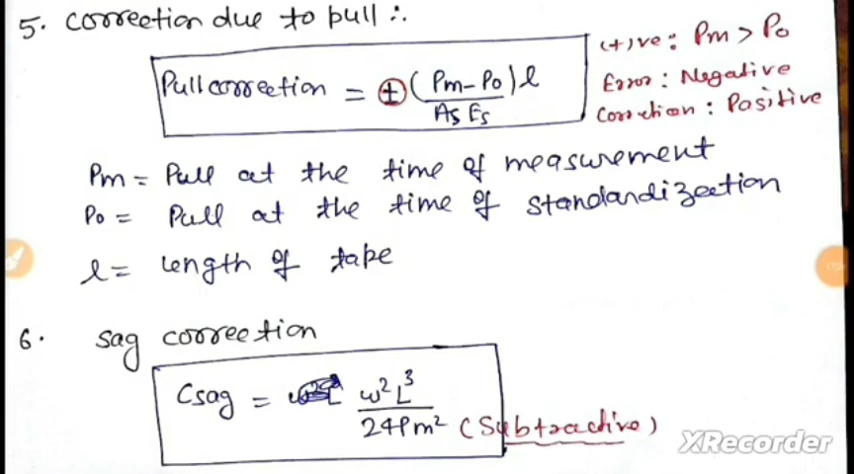 5. correction due to pull ∴
Pull correction = ⊕ (Pm - Po) l / As Es
(+)ve : Pm > Po
Error : Negative
Correction : Positive
Pm = Pull at the time of measurement
Po = Pull at the time of standardization
l = length of tape
6. sag correction
Csag = w²L³ / 24Pm² (Subtractive)
XRecorder